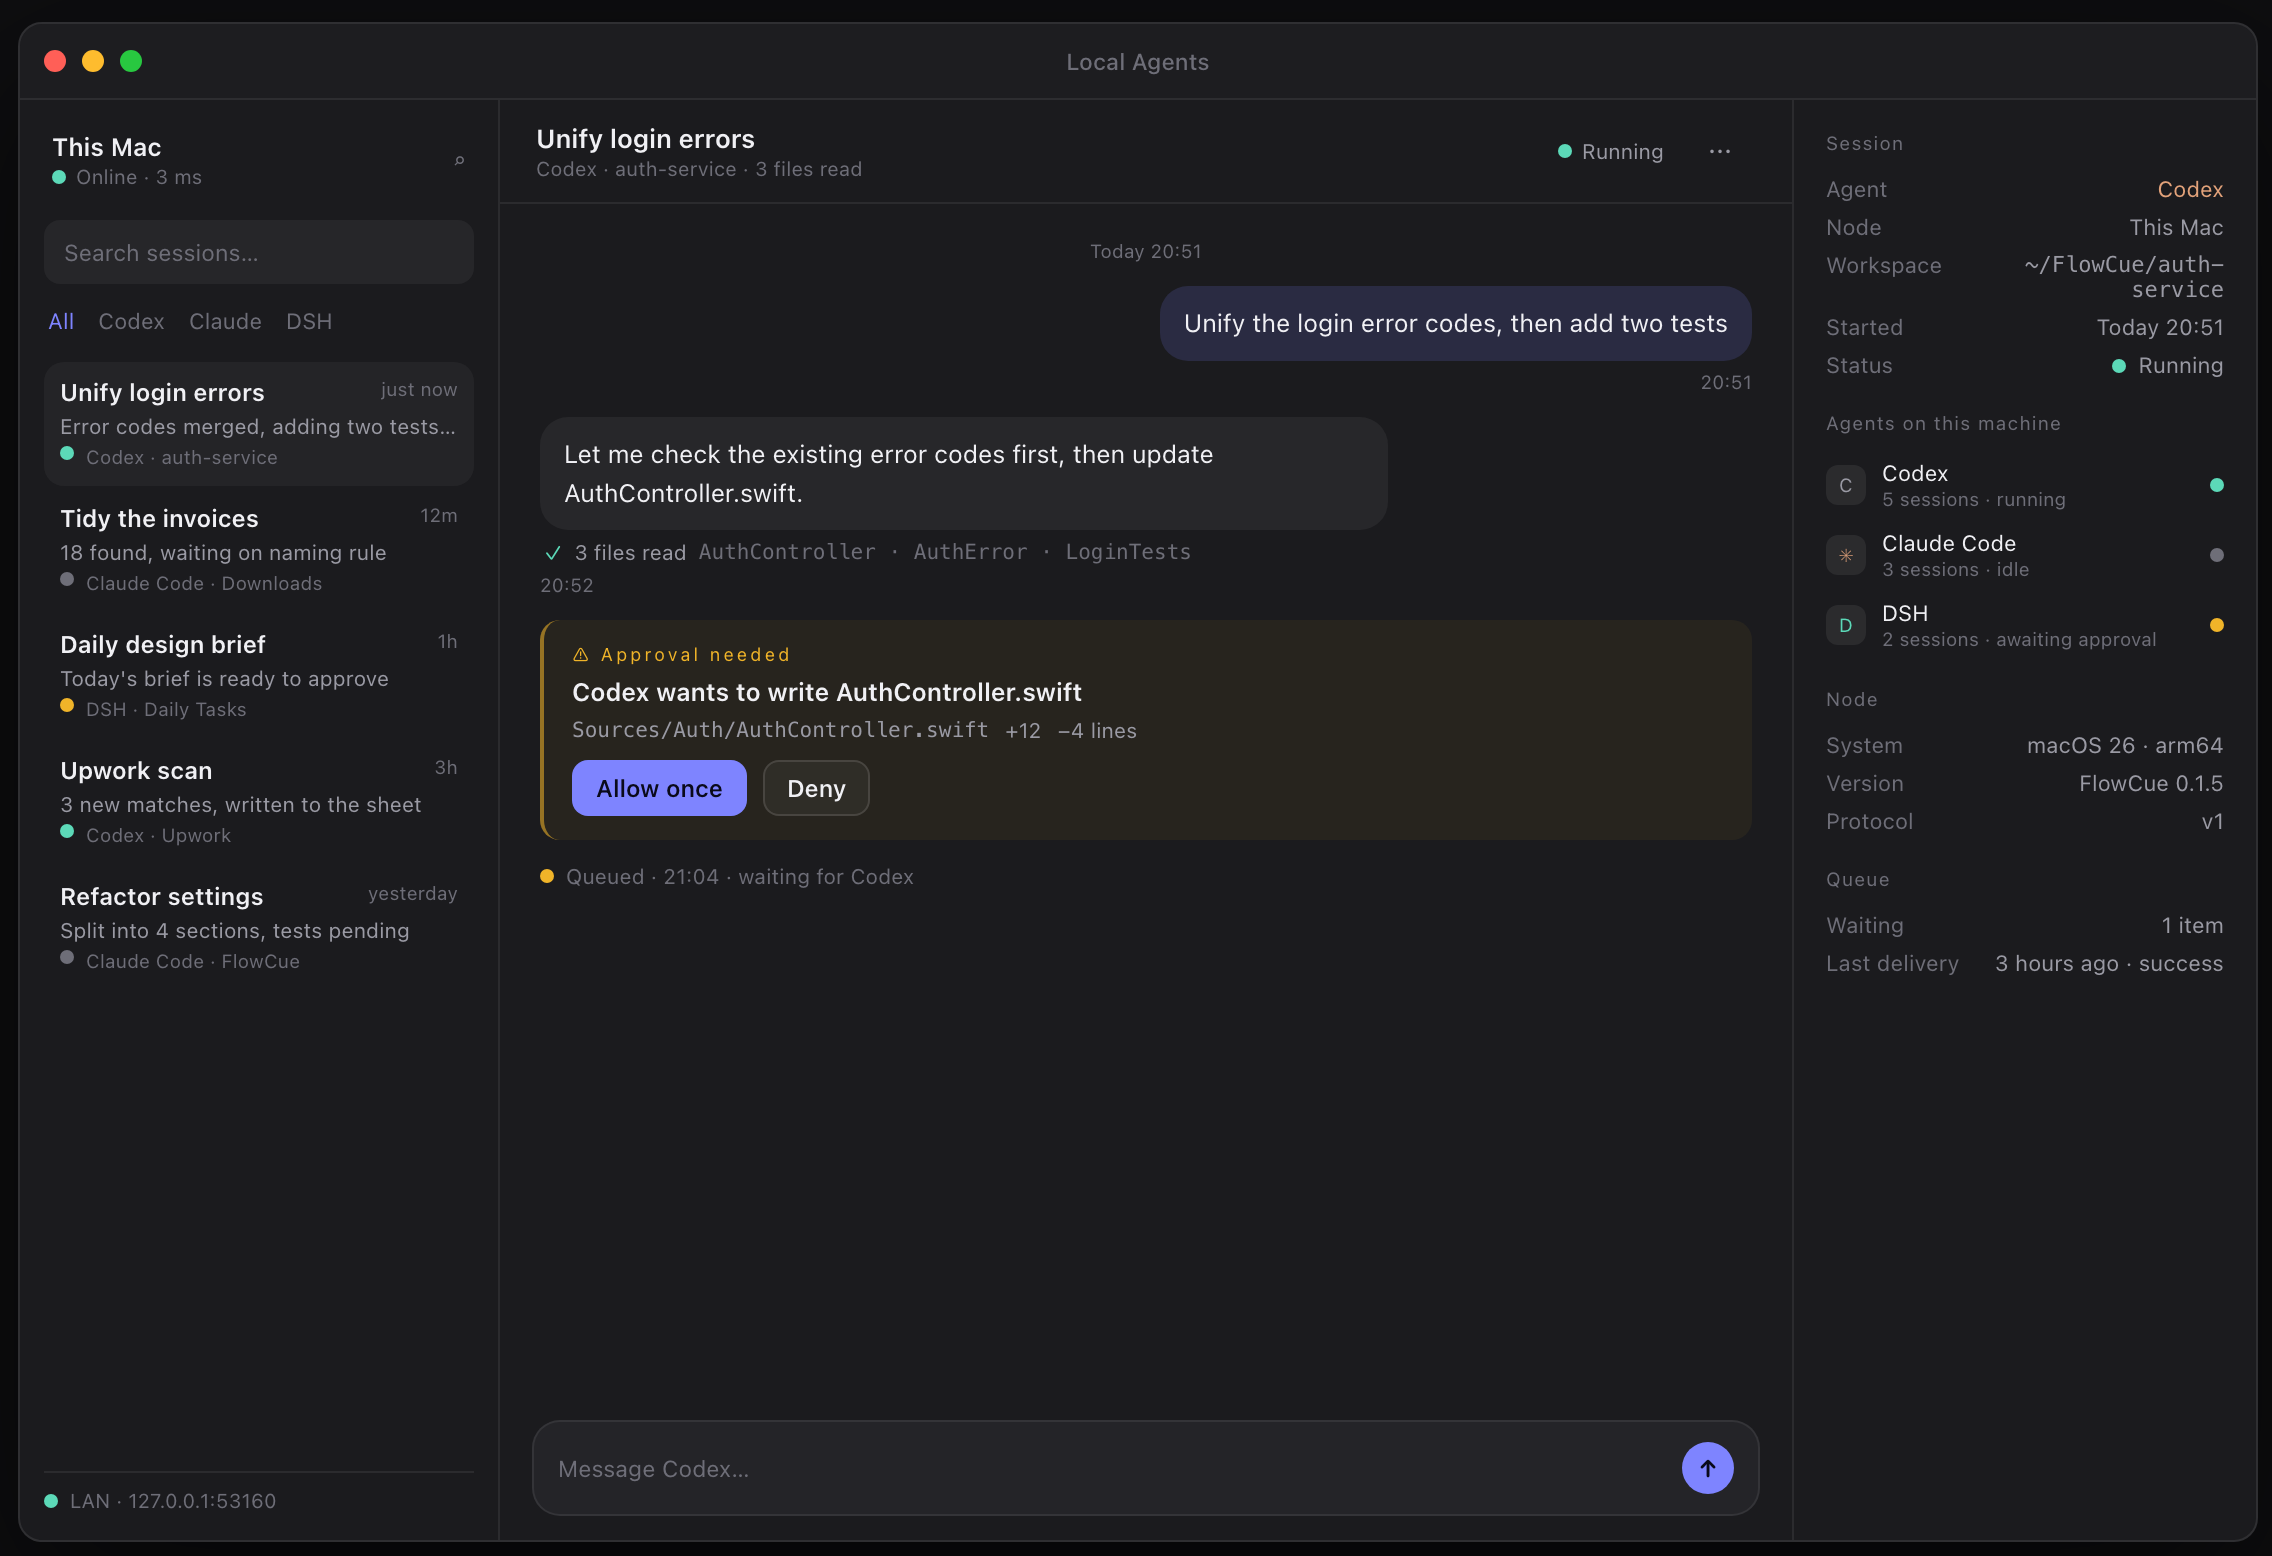 Local Agents
This Mac
Online · 3 ms
Search sessions...
All Codex Claude DSH
Unify login errors just now
Error codes merged, adding two tests...
Codex · auth-service
Tidy the invoices 12m
18 found, waiting on naming rule
Claude Code · Downloads
Daily design brief 1h
Today's brief is ready to approve
DSH · Daily Tasks
Upwork scan 3h
3 new matches, written to the sheet
Codex · Upwork
Refactor settings yesterday
Split into 4 sections, tests pending
Claude Code · FlowCue
LAN · 127.0.0.1:53160
Unify login errors
Codex · auth-service · 3 files read
Running ···
Today 20:51
Unify the login error codes, then add two tests
20:51
Let me check the existing error codes first, then update
AuthController.swift.
✓ 3 files read AuthController · AuthError · LoginTests
20:52
⚠ Approval needed
Codex wants to write AuthController.swift
Sources/Auth/AuthController.swift +12 −4 lines
Allow once Deny
Queued · 21:04 · waiting for Codex
Message Codex...
Session
Agent Codex
Node This Mac
Workspace ~/FlowCue/auth-
service
Started Today 20:51
Status Running
Agents on this machine
C Codex
5 sessions · running
Claude Code
3 sessions · idle
D DSH
2 sessions · awaiting approval
Node
System macOS 26 · arm64
Version FlowCue 0.1.5
Protocol v1
Queue
Waiting 1 item
Last delivery 3 hours ago · success